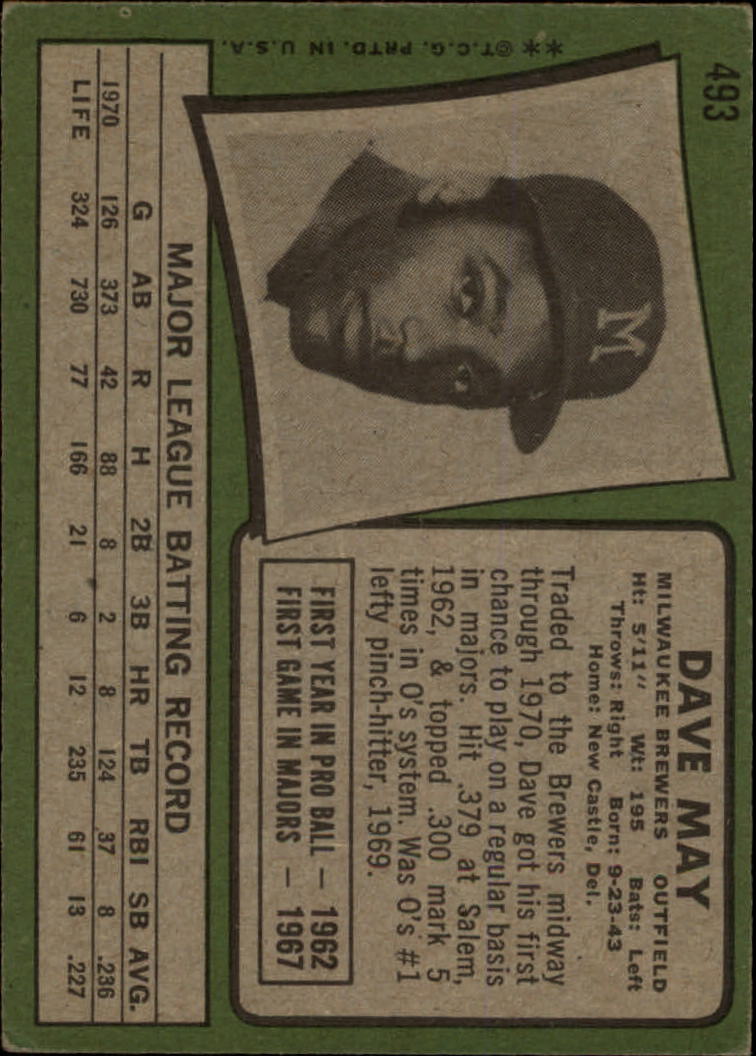 493
M
DAVE MAY
MILWAUKEE BREWERS OUTFIELD
Ht: 5'11" Wt: 195 Bats: Left
Throws: Right Born: 9-23-43
Home: New Castle, Del.
Traded to the Brewers midway
through 1970, Dave got his first
chance to play on a regular basis
in majors. Hit .379 at Salem,
1962, & topped .300 mark 5
times in O's system. Was O's #1
lefty pinch-hitter, 1969.
FIRST YEAR IN PRO BALL — 1962
FIRST GAME IN MAJORS — 1967
MAJOR LEAGUE BATTING RECORD
G AB R H 2B 3B HR TB RBI SB AVG.
1970 126 373 42 88 8 2 8 124 37 8 .236
LIFE 324 730 77 166 21 6 12 235 61 13 .227
**©T.C.G. PRTD. IN U.S.A.